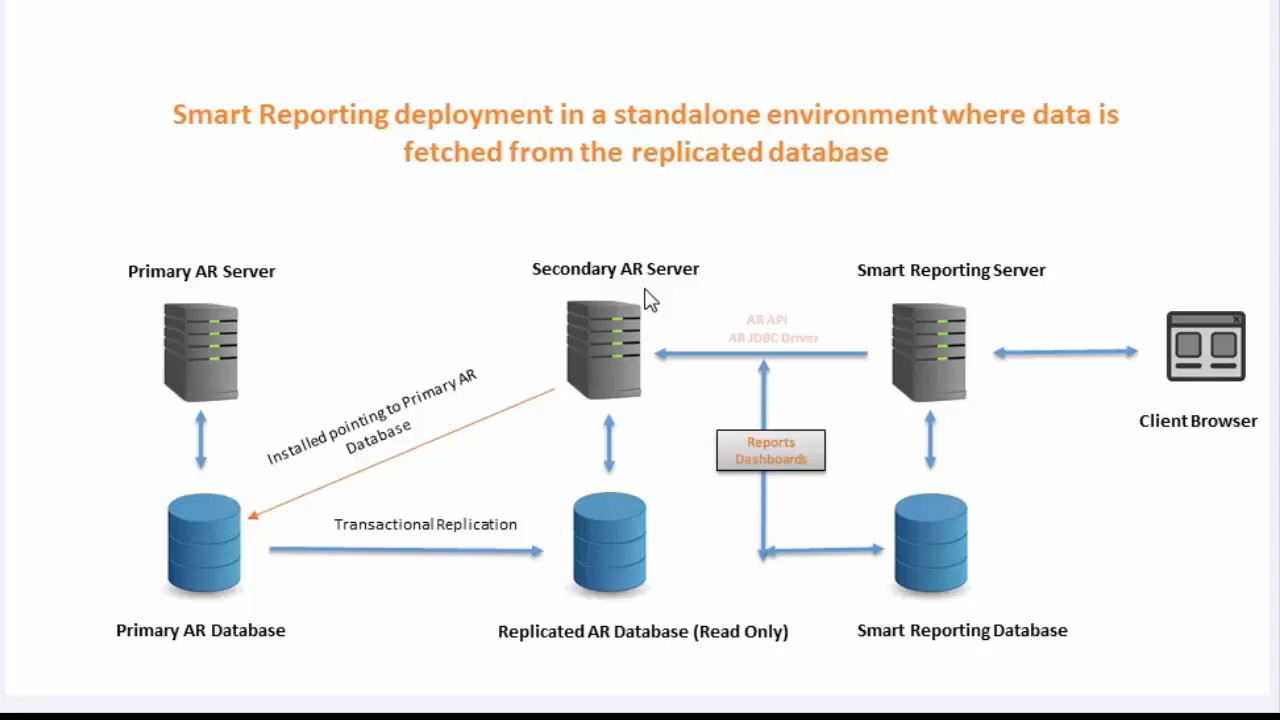 Smart Reporting deployment in a standalone environment where data is
fetched from the replicated database
Primary AR Server
Secondary AR Server
Smart Reporting Server
AR API
AR JDBC Driver
Installed pointing to Primary AR
Database
Client Browser
Reports
Dashboards
Transactional Replication
Primary AR Database
Replicated AR Database (Read Only)
Smart Reporting Database